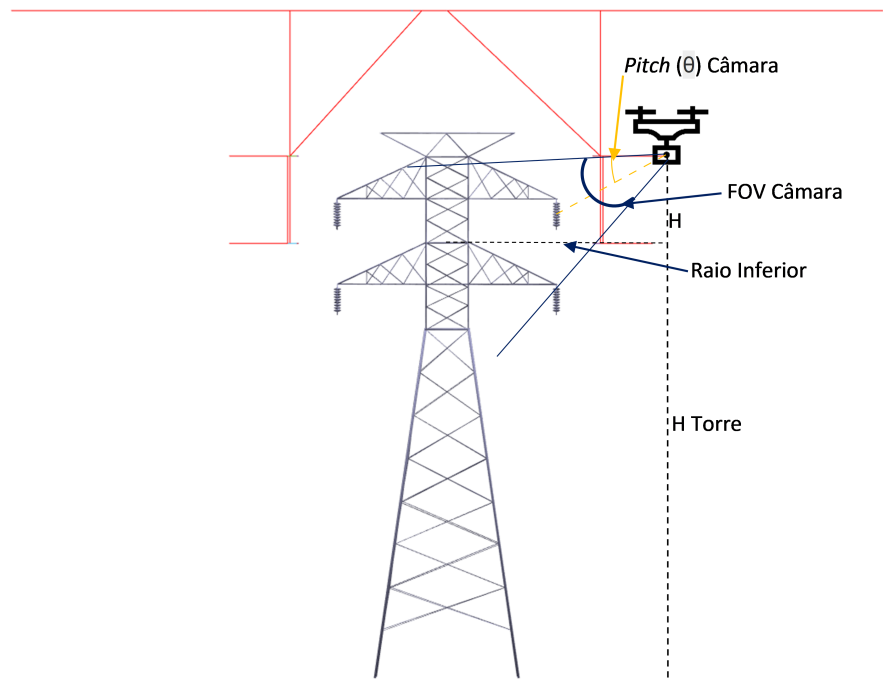 Pitch (θ) Câmara
FOV Câmara
H
Raio Inferior
H Torre